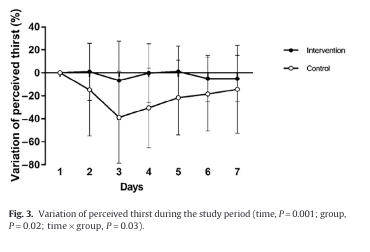 Variation of perceived thirst (%)
40
20
0
−20
−40
−60
−80
1 2 3 4 5 6 7
Days
Intervention
Control
Fig. 3. Variation of perceived thirst during the study period (time, P = 0.001; group,
P = 0.02; time × group, P = 0.03).